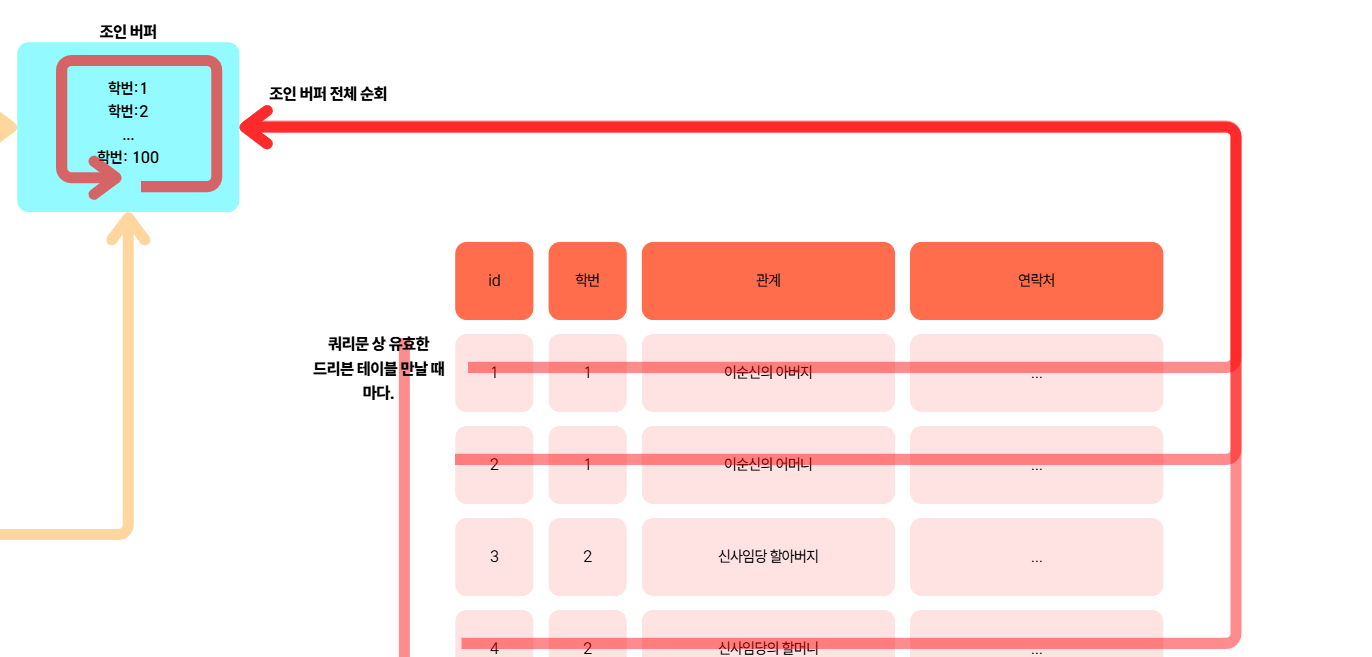 조인 버퍼
학번:1
학번:2
...
학번: 100
조인 버퍼 전체 순회
id 학번 관계 연락처
쿼리문 상 유효한
드리븐 테이블 만날 때
마다.
1 1 이순신의 아버지 ...
2 1 이순신의 어머니 ...
3 2 신사임당 할아버지 ...
4 2 신사임당의 할머니 ...